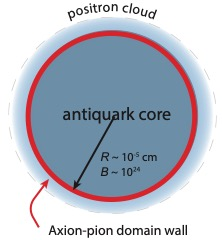 positron cloud
antiquark core
R ~ 10⁻⁵ cm
B ~ 10²⁴
Axion-pion domain wall